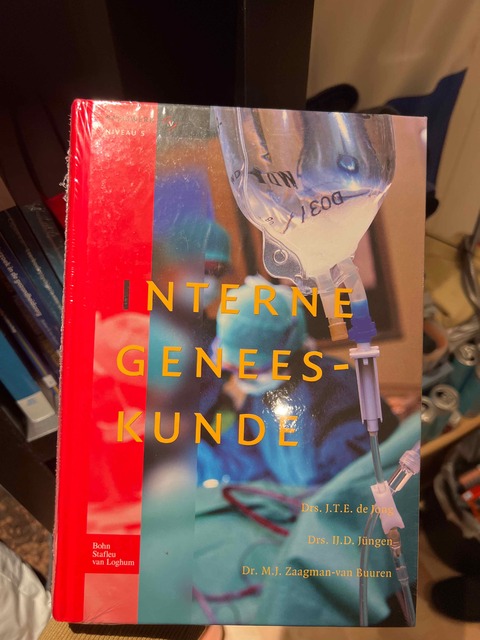 V
NIVEAU 5
INTERNE
GENEES-
KUNDE
Drs. J.T.E. de Jong
Drs. IJ.D. Jüngen
Dr. M.J. Zaagman-van Buuren
Bohn
Stafleu
van Loghum